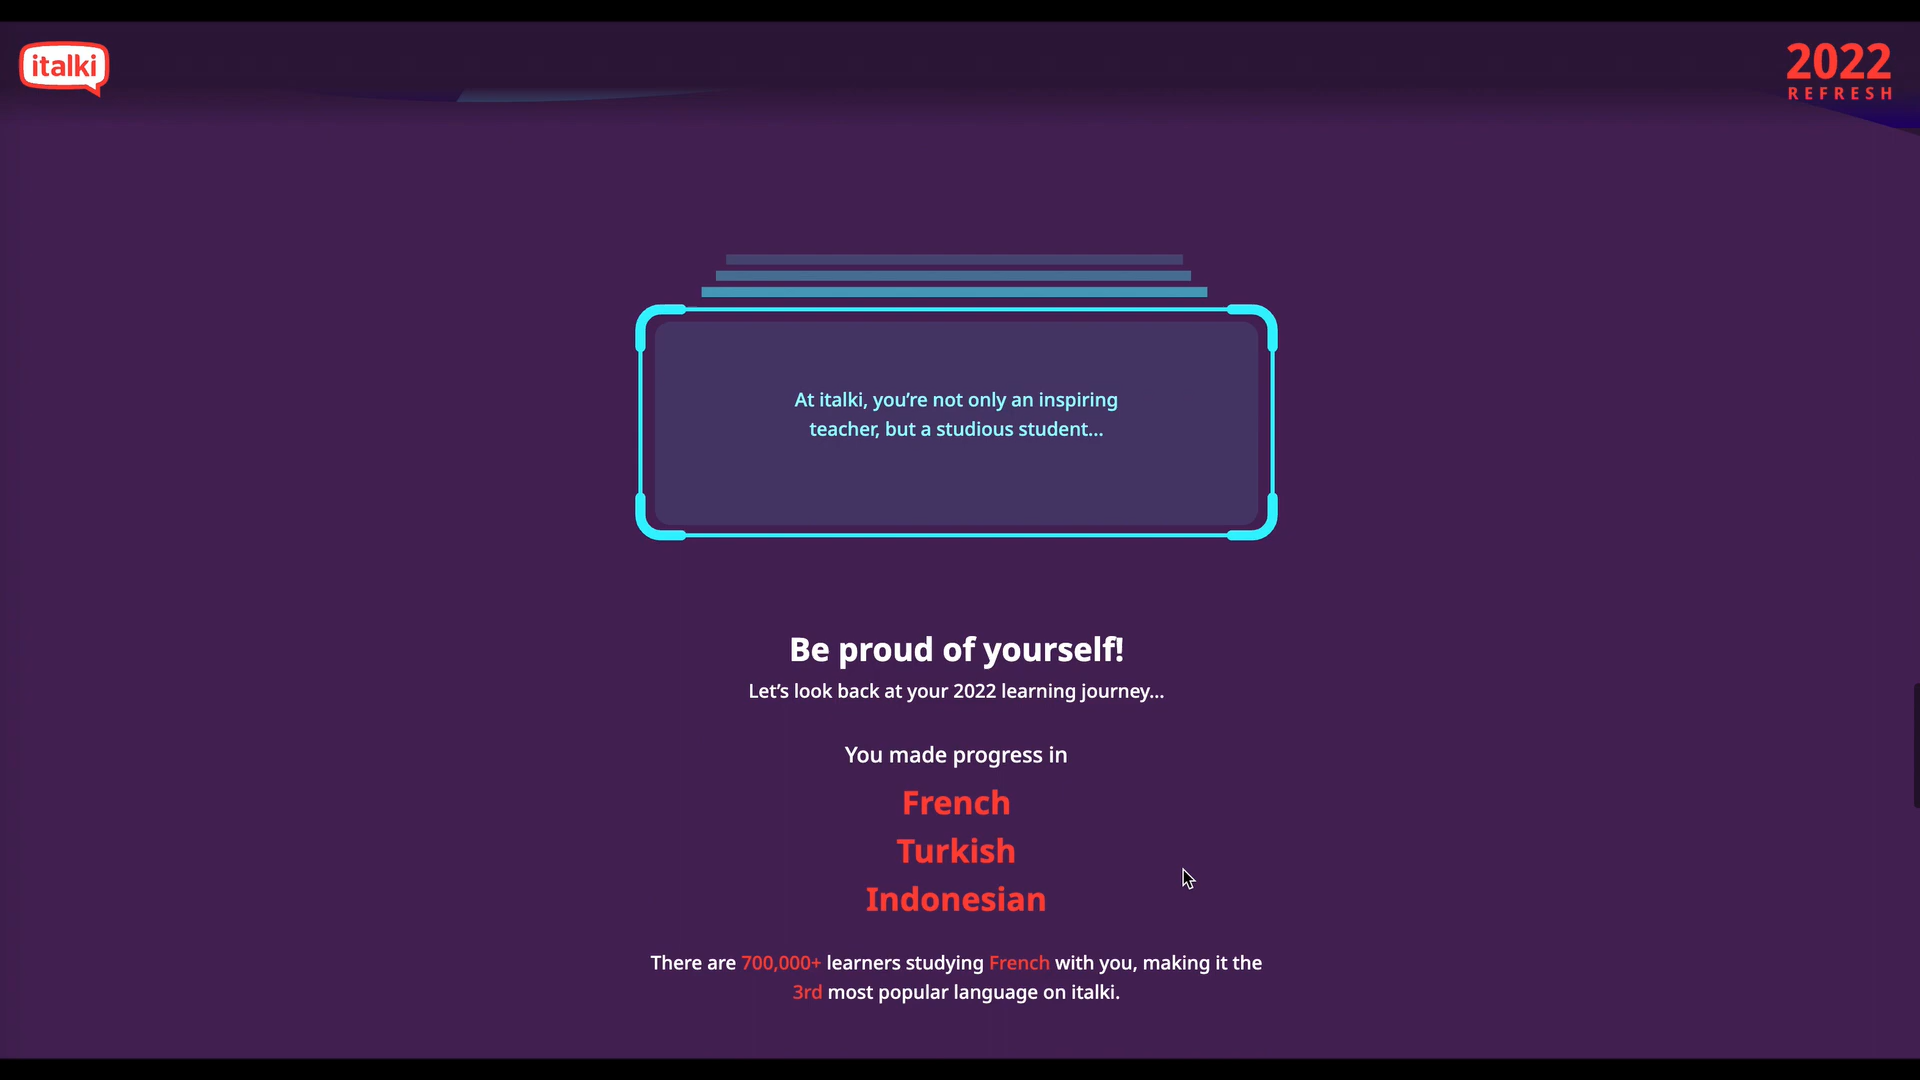 italki
2022
REFRESH
At italki, you’re not only an inspiring
teacher, but a studious student...
Be proud of yourself!
Let’s look back at your 2022 learning journey...
You made progress in
French
Turkish
Indonesian
There are 700,000+ learners studying French with you, making it the
3rd most popular language on italki.